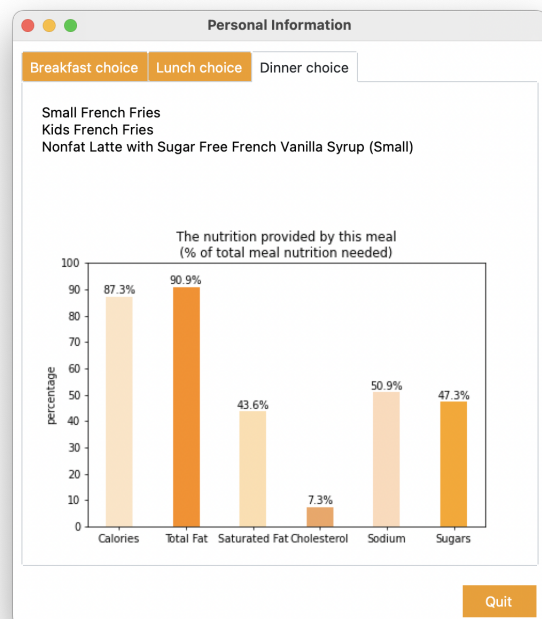 Personal Information
Breakfast choice Lunch choice Dinner choice
Small French Fries
Kids French Fries
Nonfat Latte with Sugar Free French Vanilla Syrup (Small)
The nutrition provided by this meal
(% of total meal nutrition needed)
100
90
80
70
60
50
40
30
20
10
0
percentage
87.3%
90.9%
43.6%
7.3%
50.9%
47.3%
Calories Total Fat Saturated Fat Cholesterol Sodium Sugars
Quit